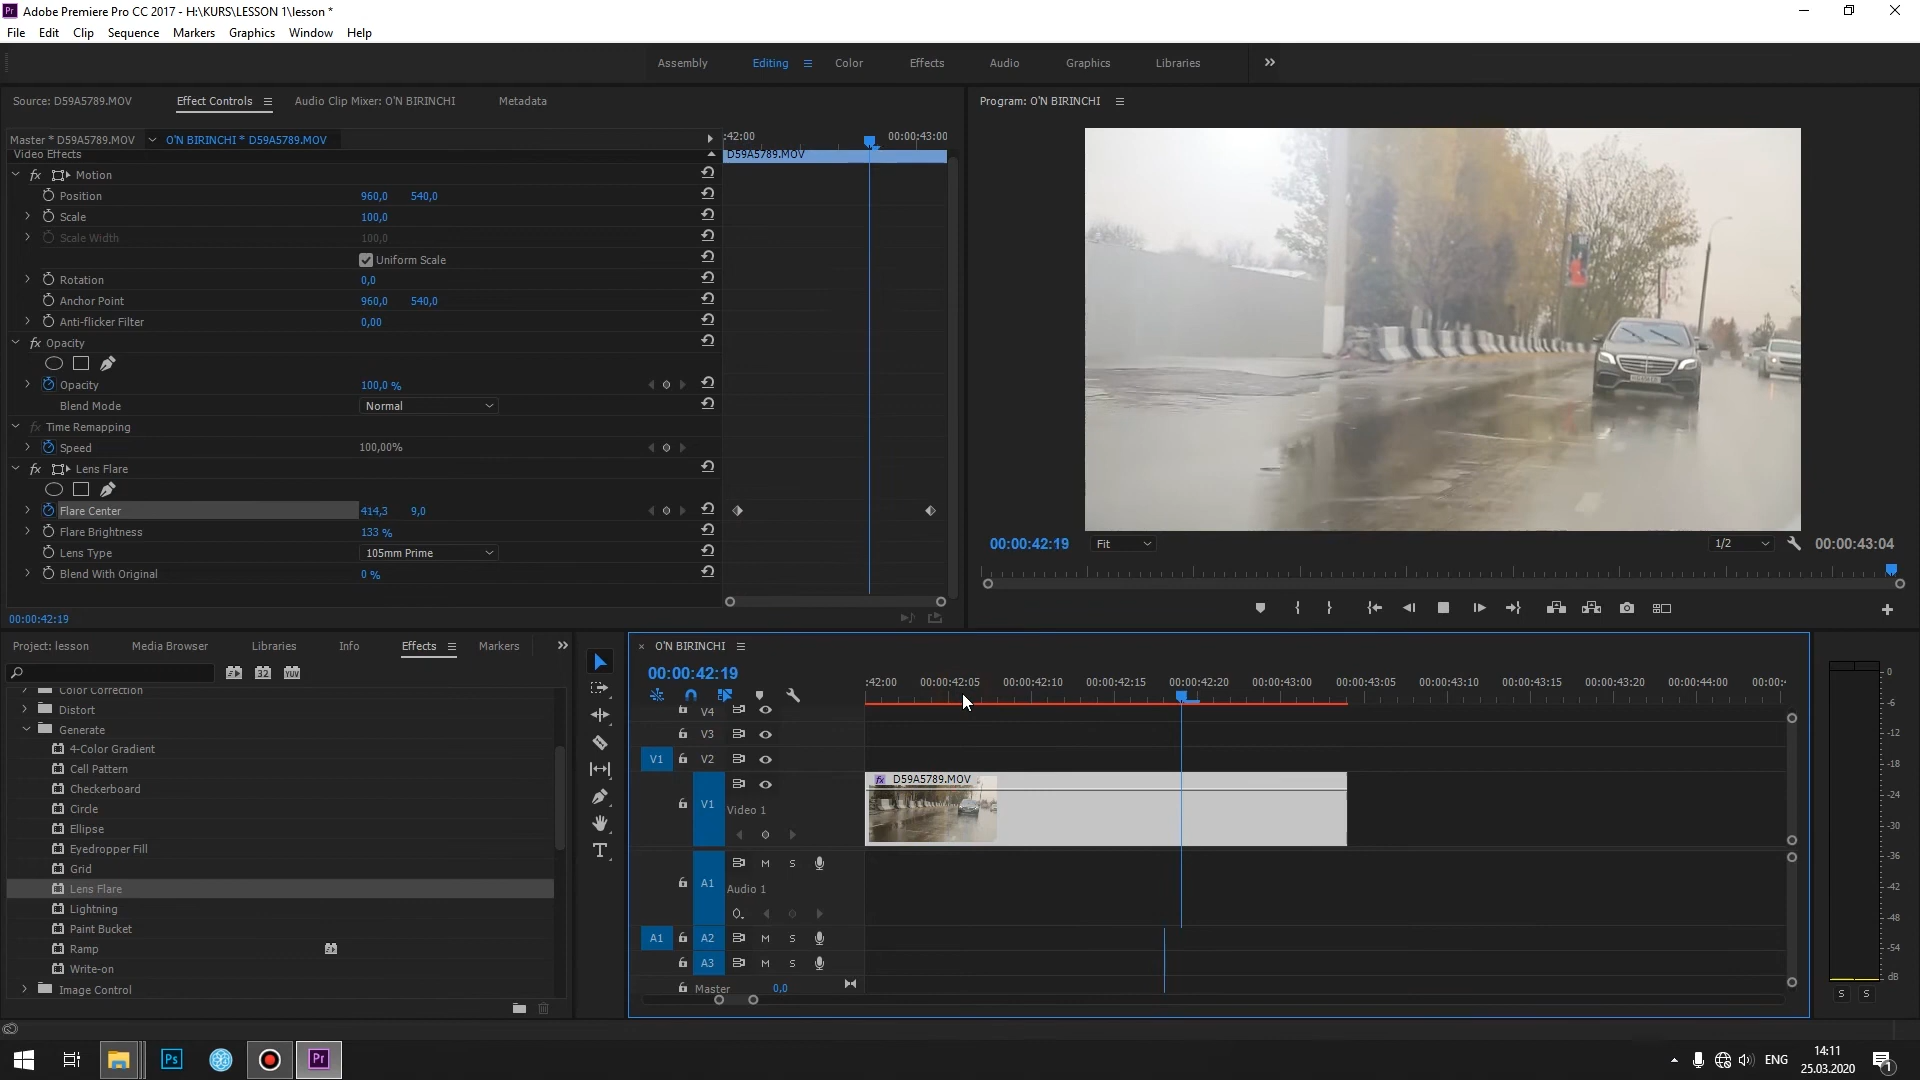 Adobe Premiere Pro CC 2017 - H:\KURS\LESSON 1\lesson *
File Edit Clip Sequence Markers Graphics Window Help
Assembly Editing Color Effects Audio Graphics Libraries
Source: D59A5789.MOV Effect Controls Audio Clip Mixer: O'N BIRINCHI Metadata
Program: O'N BIRINCHI
Master * D59A5789.MOV O'N BIRINCHI * D59A5789.MOV
:42:00 00:00:43:00
Video Effects
D59A5789.MOV
fx Motion
Position 960,0 540,0
Scale 100,0
Scale Width 100,0
Uniform Scale
Rotation 0,0
Anchor Point 960,0 540,0
Anti-flicker Filter 0,00
fx Opacity
Opacity 100,0 %
Blend Mode Normal
fx Time Remapping
Speed 100,00%
fx Lens Flare
Flare Center 414,3 9,0
Flare Brightness 133 %
Lens Type 105mm Prime
Blend With Original 0 %
00:00:42:19
00:00:42:19 Fit 1/2 00:00:43:04
Project: lesson Media Browser Libraries Info Effects Markers
32 YUV
Color Correction
Distort
Generate
4-Color Gradient
Cell Pattern
Checkerboard
Circle
Ellipse
Eyedropper Fill
Grid
Lens Flare
Lightning
Paint Bucket
Ramp
Write-on
Image Control
O'N BIRINCHI
00:00:42:19
:42:00 00:00:42:05 00:00:42:10 00:00:42:15 00:00:42:20 00:00:43:00 00:00:43:05 00:00:43:10 00:00:43:15 00:00:43:20 00:00:44:00 00:00:
V4
V3
V1 V2
fx D59A5789.MOV
V1 Video 1
M S
A1 Audio 1
A1 A2 M S
A3 M S
Master 0,0
0
-6
-12
-18
-24
-30
-36
-42
-48
-54
dB
S S
Ps Pr
ENG
14:11
25.03.2020
1